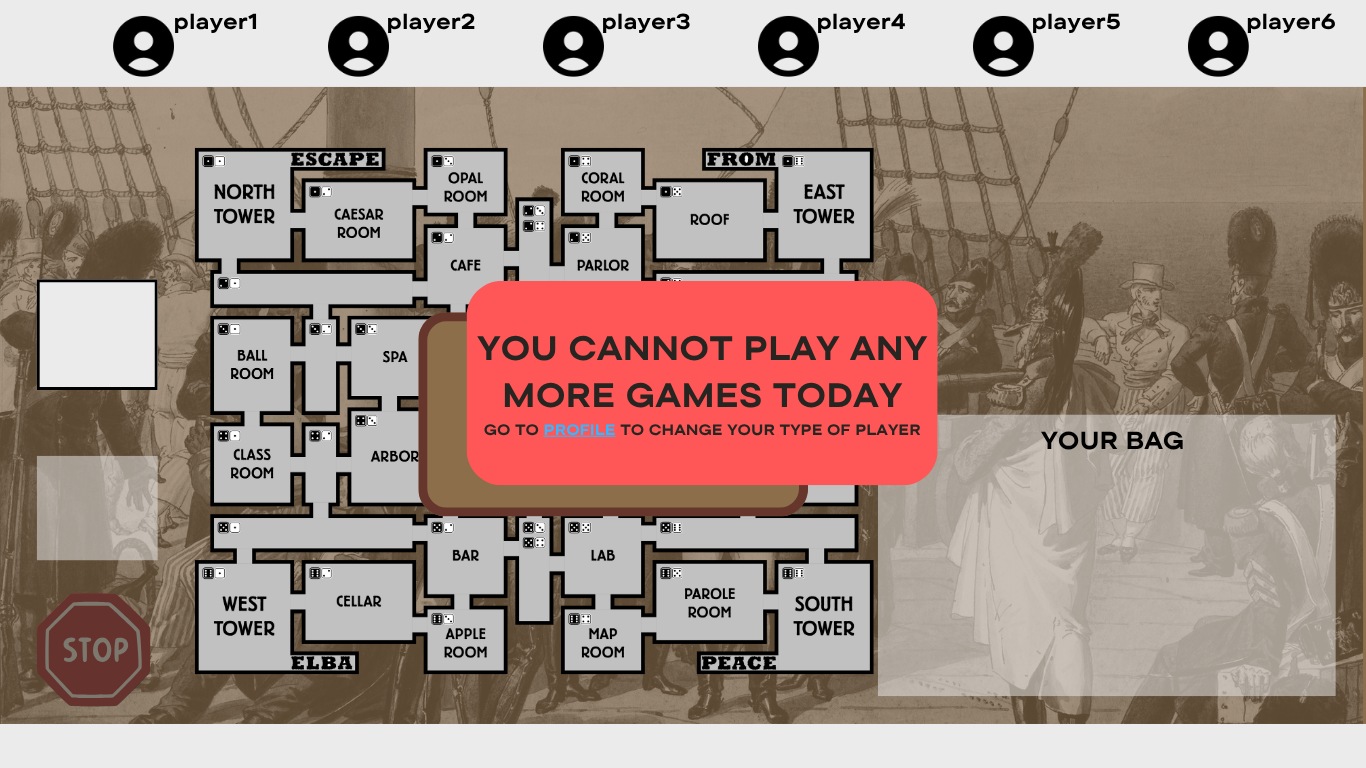 player1
player2
player3
player4
player5
player6
ESCAPE
FROM
NORTH
TOWER
CAESAR
ROOM
OPAL
ROOM
CORAL
ROOM
ROOF
EAST
TOWER
CAFE
PARLOR
YOU CANNOT PLAY ANY
MORE GAMES TODAY
GO TO PROFILE TO CHANGE YOUR TYPE OF PLAYER
BALL
ROOM
SPA
CLASS
ROOM
ARBOR
YOUR BAG
BAR
LAB
WEST
TOWER
CELLAR
APPLE
ROOM
MAP
ROOM
PAROLE
ROOM
SOUTH
TOWER
STOP
ELBA
PEACE